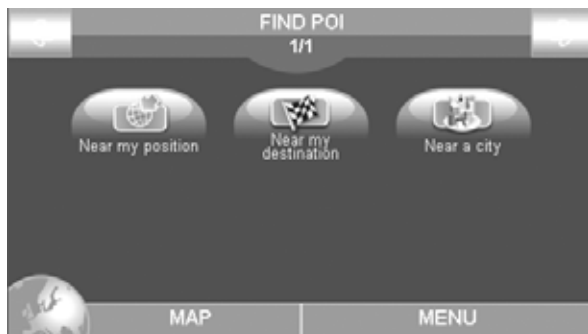 FIND POI
1/1
Near my position
Near my
destination
Near a city
MAP
MENU